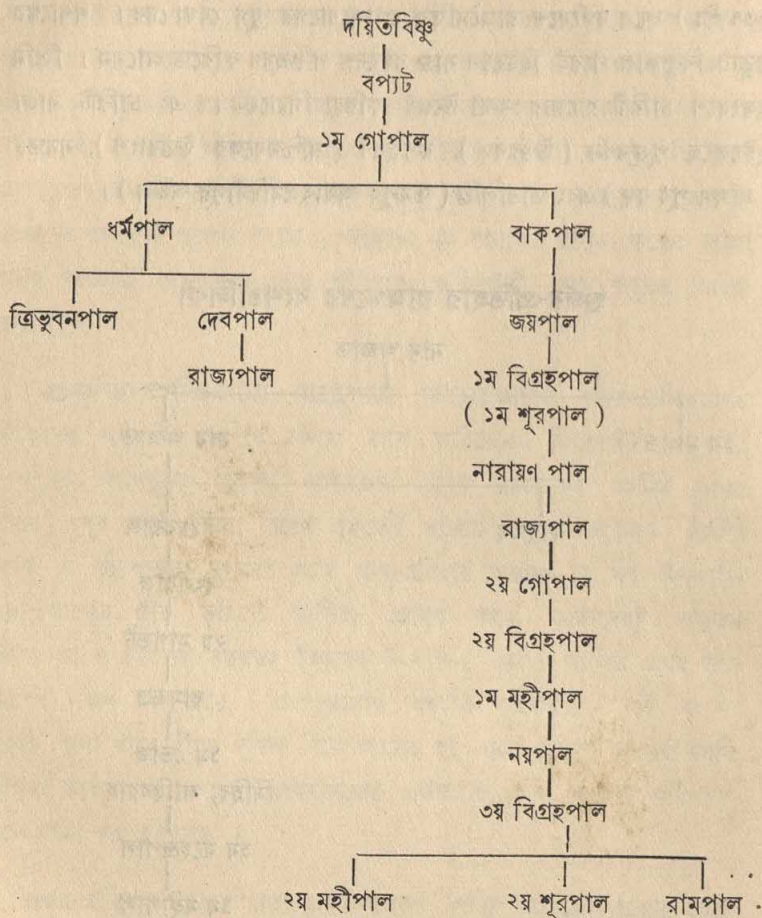 দয়িতবিষ্ণু
বপ্যট
১ম গোপাল
ধর্মপাল বাকপাল
ত্রিভুবনপাল দেবপাল জয়পাল
রাজ্যপাল ১ম বিগ্রহপাল
( ১ম শূরপাল )
নারায়ণ পাল
রাজ্যপাল
২য় গোপাল
২য় বিগ্রহপাল
১ম মহীপাল
নয়পাল
৩য় বিগ্রহপাল
২য় মহীপাল ২য় শূরপাল রামপাল